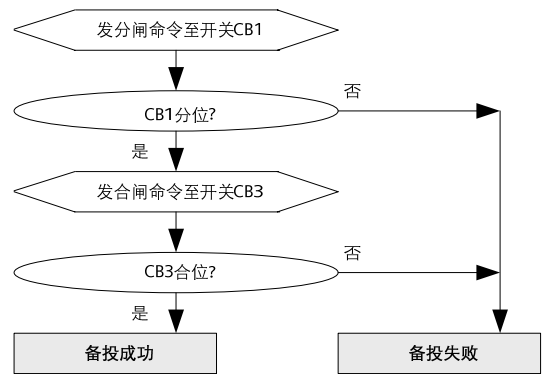 发分闸命令至开关CB1
否
CB1分位?
是
发合闸命令至开关CB3
否
CB3合位?
是
备投成功
备投失败